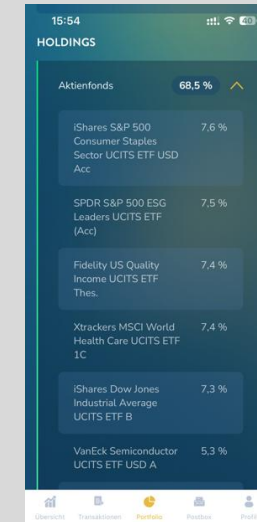 15:54
40
HOLDINGS
Aktienfonds 68,5 %
iShares S&P 500 7,6 %
Consumer Staples
Sector UCITS ETF USD
Acc
SPDR S&P 500 ESG 7,5 %
Leaders UCITS ETF
(Acc)
Fidelity US Quality 7,4 %
Income UCITS ETF
Thes.
Xtrackers MSCI World 7,4 %
Health Care UCITS ETF
1C
iShares Dow Jones 7,3 %
Industrial Average
UCITS ETF B
VanEck Semiconductor 5,3 %
UCITS ETF USD A
Übersicht Transaktionen Portfolio Postbox Profil